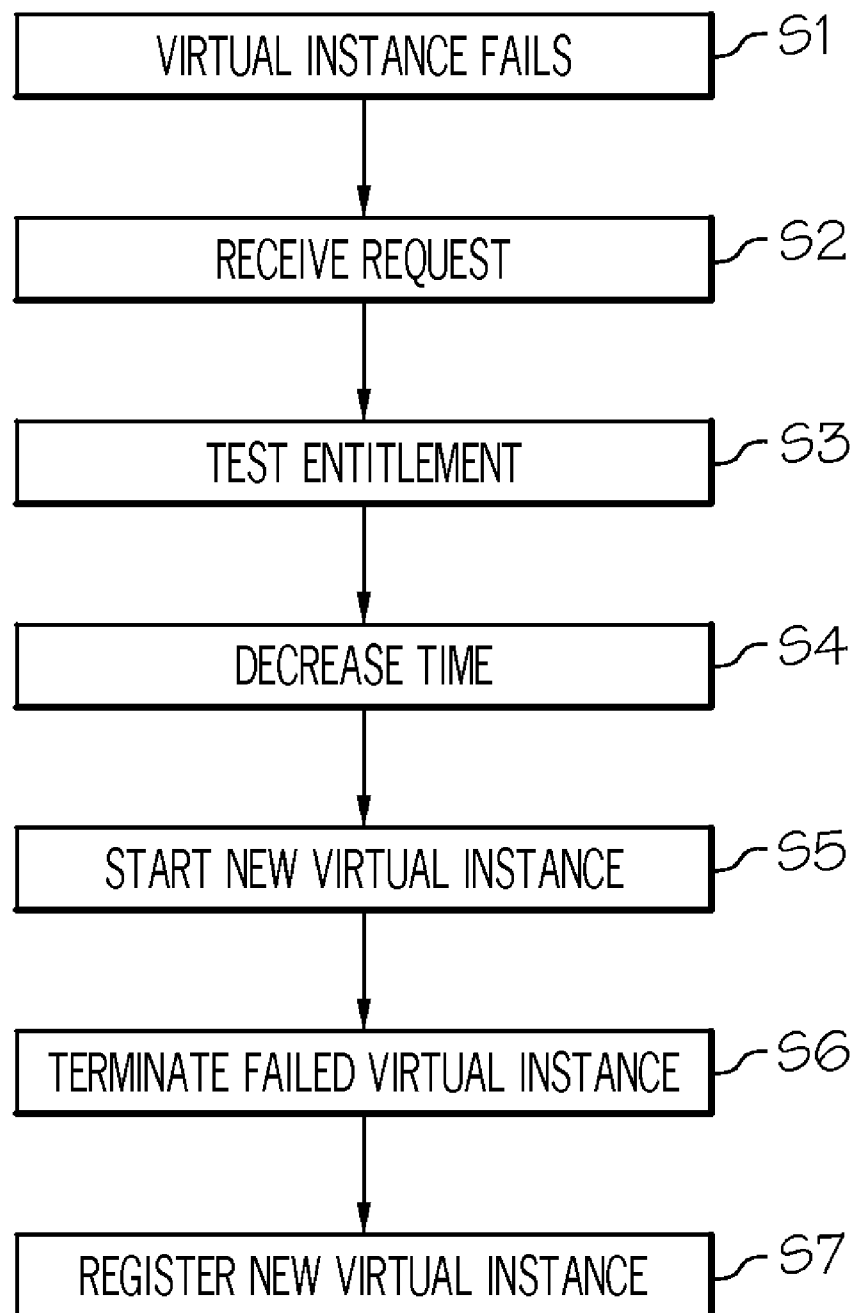 VIRTUAL INSTANCE FAILS S1
RECEIVE REQUEST S2
TEST ENTITLEMENT S3
DECREASE TIME S4
START NEW VIRTUAL INSTANCE S5
TERMINATE FAILED VIRTUAL INSTANCE S6
REGISTER NEW VIRTUAL INSTANCE S7